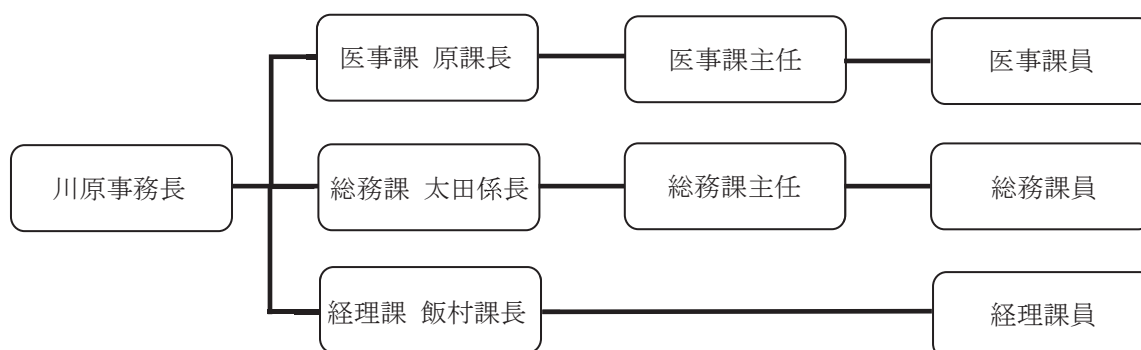 医事課 原課長
医事課主任
医事課員
川原事務長
総務課 太田係長
総務課主任
総務課員
経理課 飯村課長
経理課員